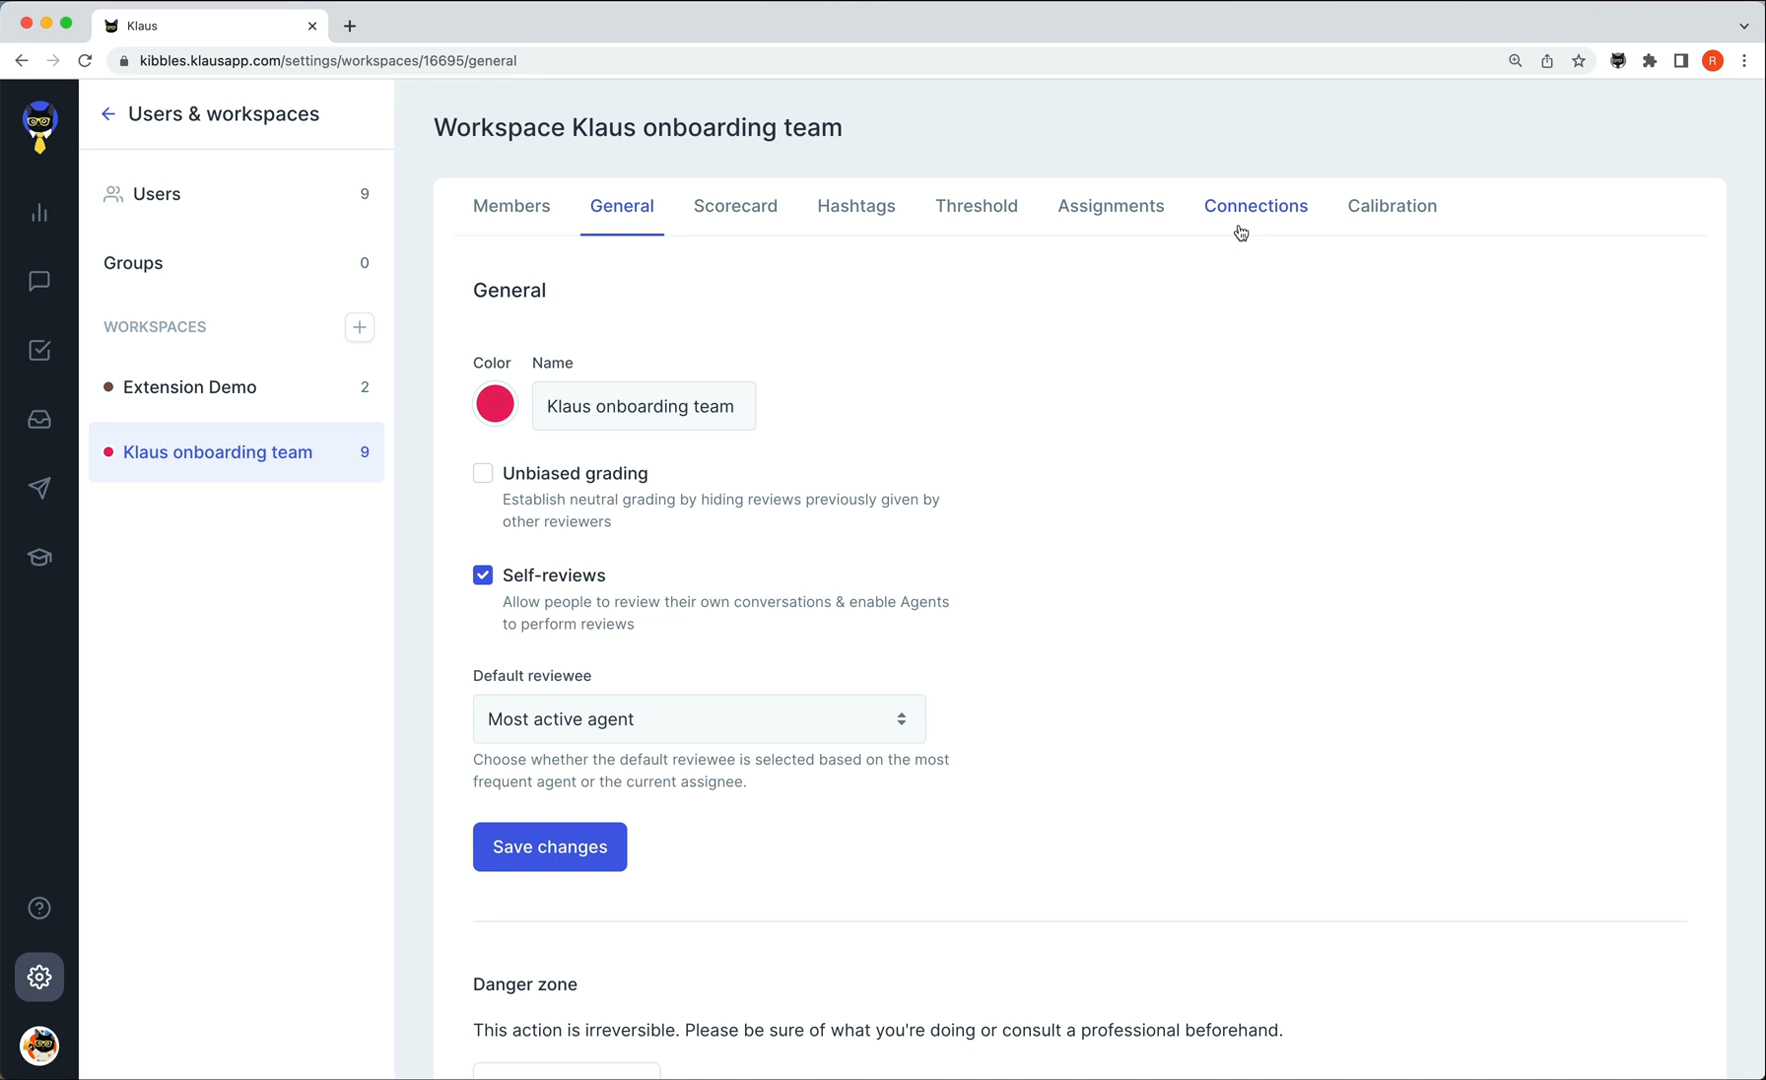 Klaus
kibbles.klausapp.com/settings/workspaces/16695/general
R
Users & workspaces
Users 9
Groups 0
WORKSPACES
Extension Demo 2
Klaus onboarding team 9
Workspace Klaus onboarding team
Members General Scorecard Hashtags Threshold Assignments Connections Calibration
General
Color Name
Klaus onboarding team
Unbiased grading
Establish neutral grading by hiding reviews previously given by
other reviewers
Self-reviews
Allow people to review their own conversations & enable Agents
to perform reviews
Default reviewee
Most active agent
Choose whether the default reviewee is selected based on the most
frequent agent or the current assignee.
Save changes
Danger zone
This action is irreversible. Please be sure of what you're doing or consult a professional beforehand.